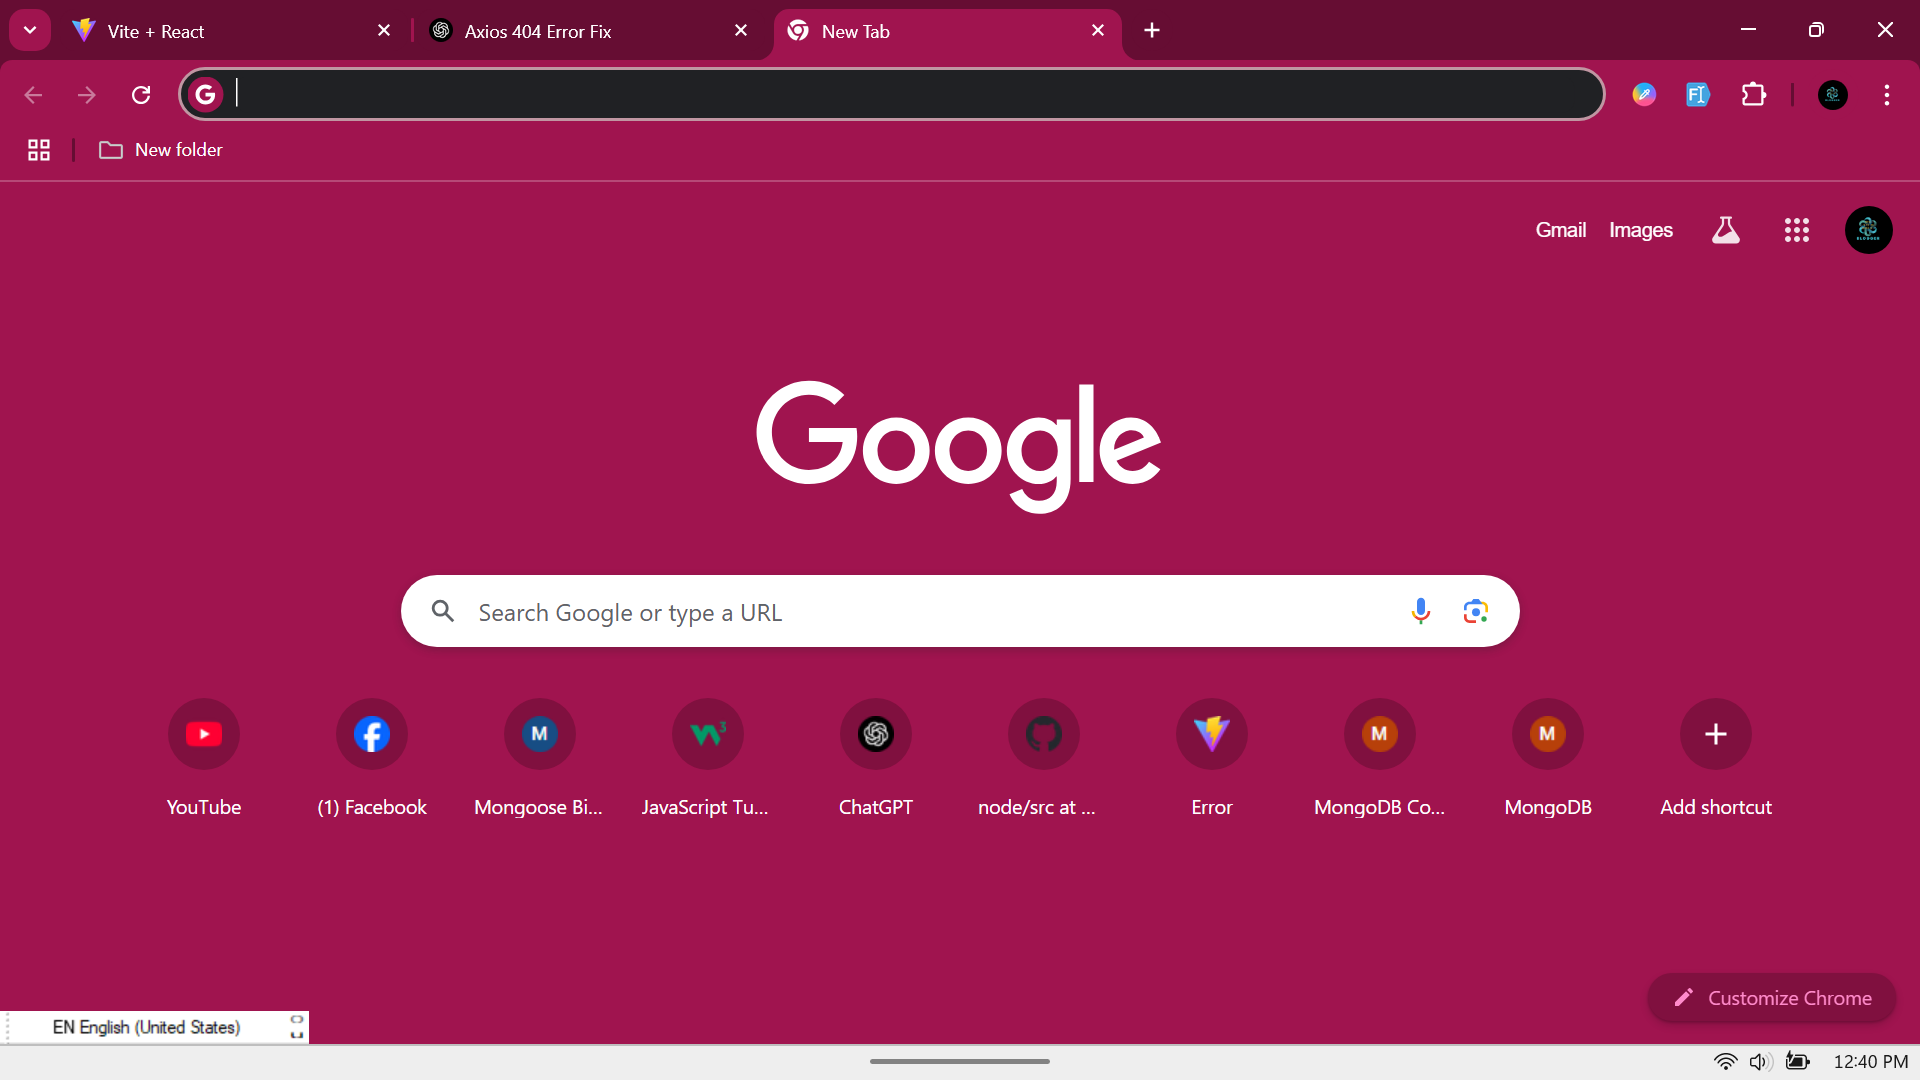 Vite + React
Axios 404 Error Fix
New Tab
New folder
Gmail Images
Google
Search Google or type a URL
YouTube
(1) Facebook
Mongoose Bi...
JavaScript Tu...
ChatGPT
node/src at ...
Error
MongoDB Co...
MongoDB
Add shortcut
Customize Chrome
EN English (United States)
12:40 PM